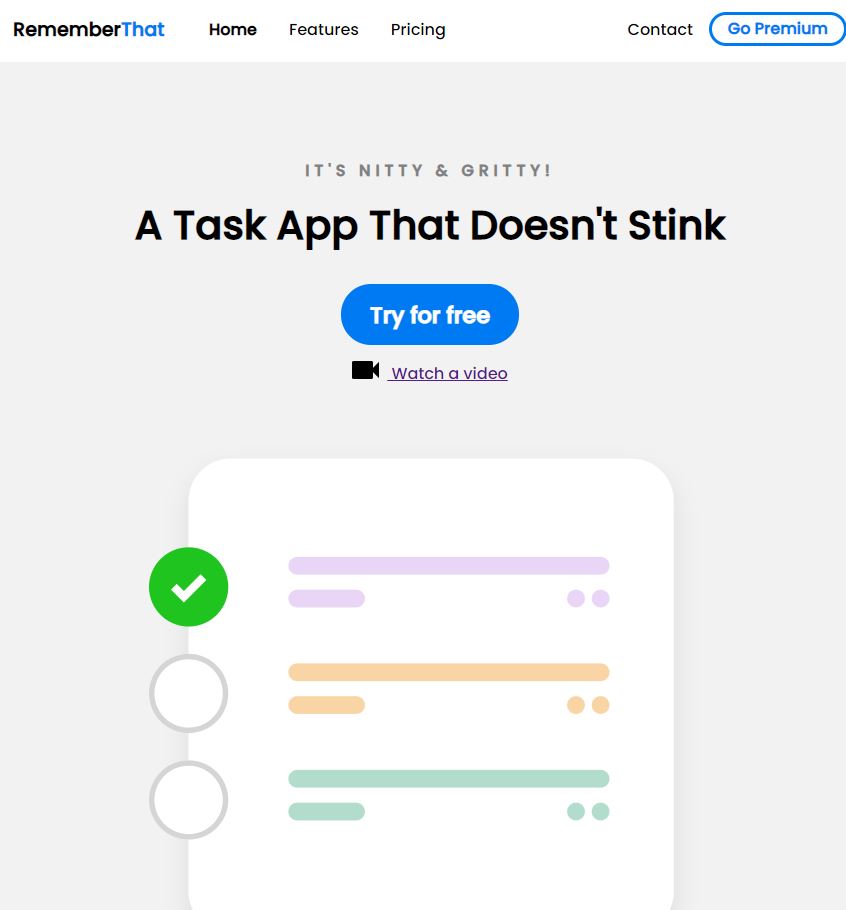 RememberThat Home Features Pricing Contact Go Premium
IT'S NITTY & GRITTY!
A Task App That Doesn't Stink
Try for free
Watch a video